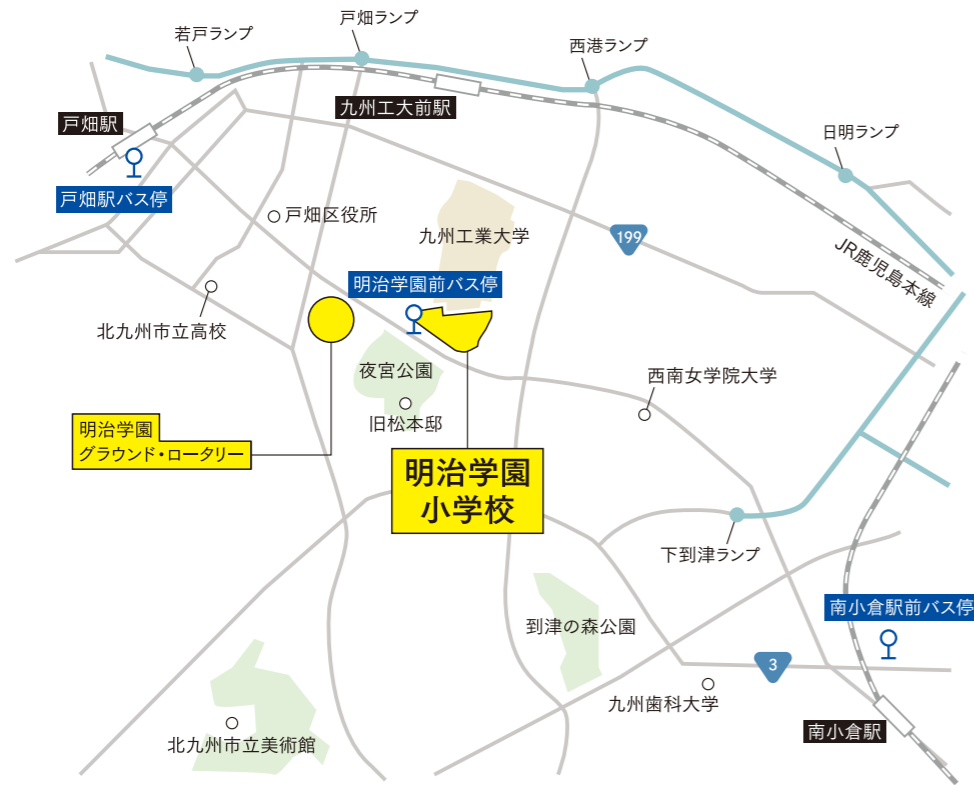 戸畑ランプ
若戸ランプ
西港ランプ
九州工大前駅
戸畑駅
日明ランプ
戸畑駅バス停
戸畑区役所
九州工業大学
199
JR鹿児島本線
明治学園前バス停
北九州市立高校
夜宮公園
西南女学院大学
旧松本邸
明治学園
グラウンド・ロータリー
明治学園
小学校
下到津ランプ
南小倉駅前バス停
到津の森公園
3
九州歯科大学
南小倉駅
北九州市立美術館